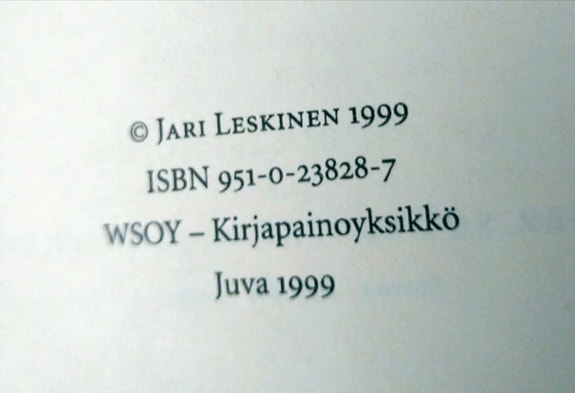 © Jari Leskinen 1999
ISBN 951-0-23828-7
WSOY – Kirjapainoyksikkö
Juva 1999